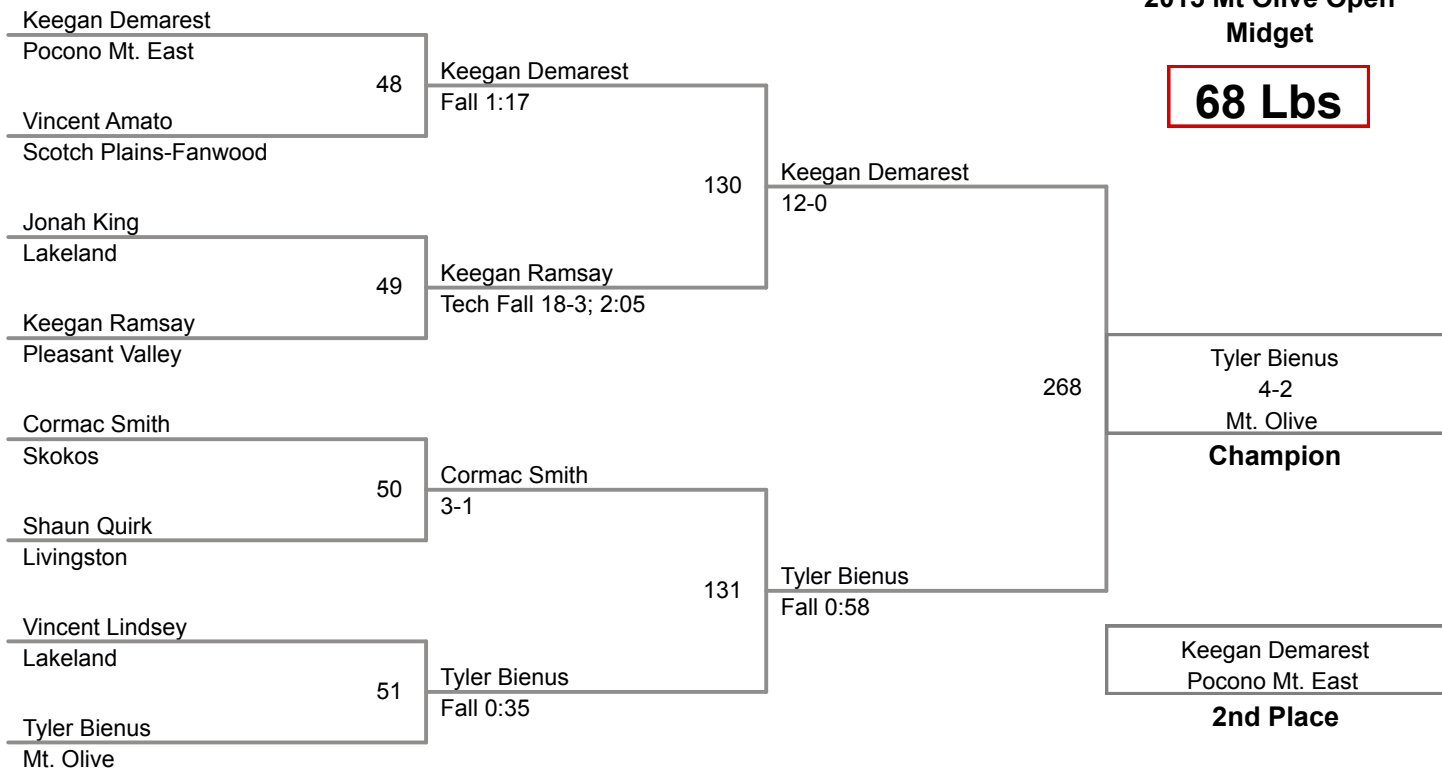 Mt Olive Open
Midget
68 Lbs
Keegan Demarest
Pocono Mt. East
48
Vincent Amato
Scotch Plains-Fanwood
Jonah King
Lakeland
49
Keegan Ramsay
Pleasant Valley
Cormac Smith
Skokos
50
Shaun Quirk
Livingston
Vincent Lindsey
Lakeland
51
Tyler Bienus
Mt. Olive
Keegan Demarest
Fall 1:17
130
Keegan Ramsay
Tech Fall 18-3; 2:05
Cormac Smith
3-1
131
Tyler Bienus
Fall 0:35
Keegan Demarest
12-0
268
Tyler Bienus
Fall 0:58
Tyler Bienus
4-2
Mt. Olive
Champion
Keegan Demarest
Pocono Mt. East
2nd Place